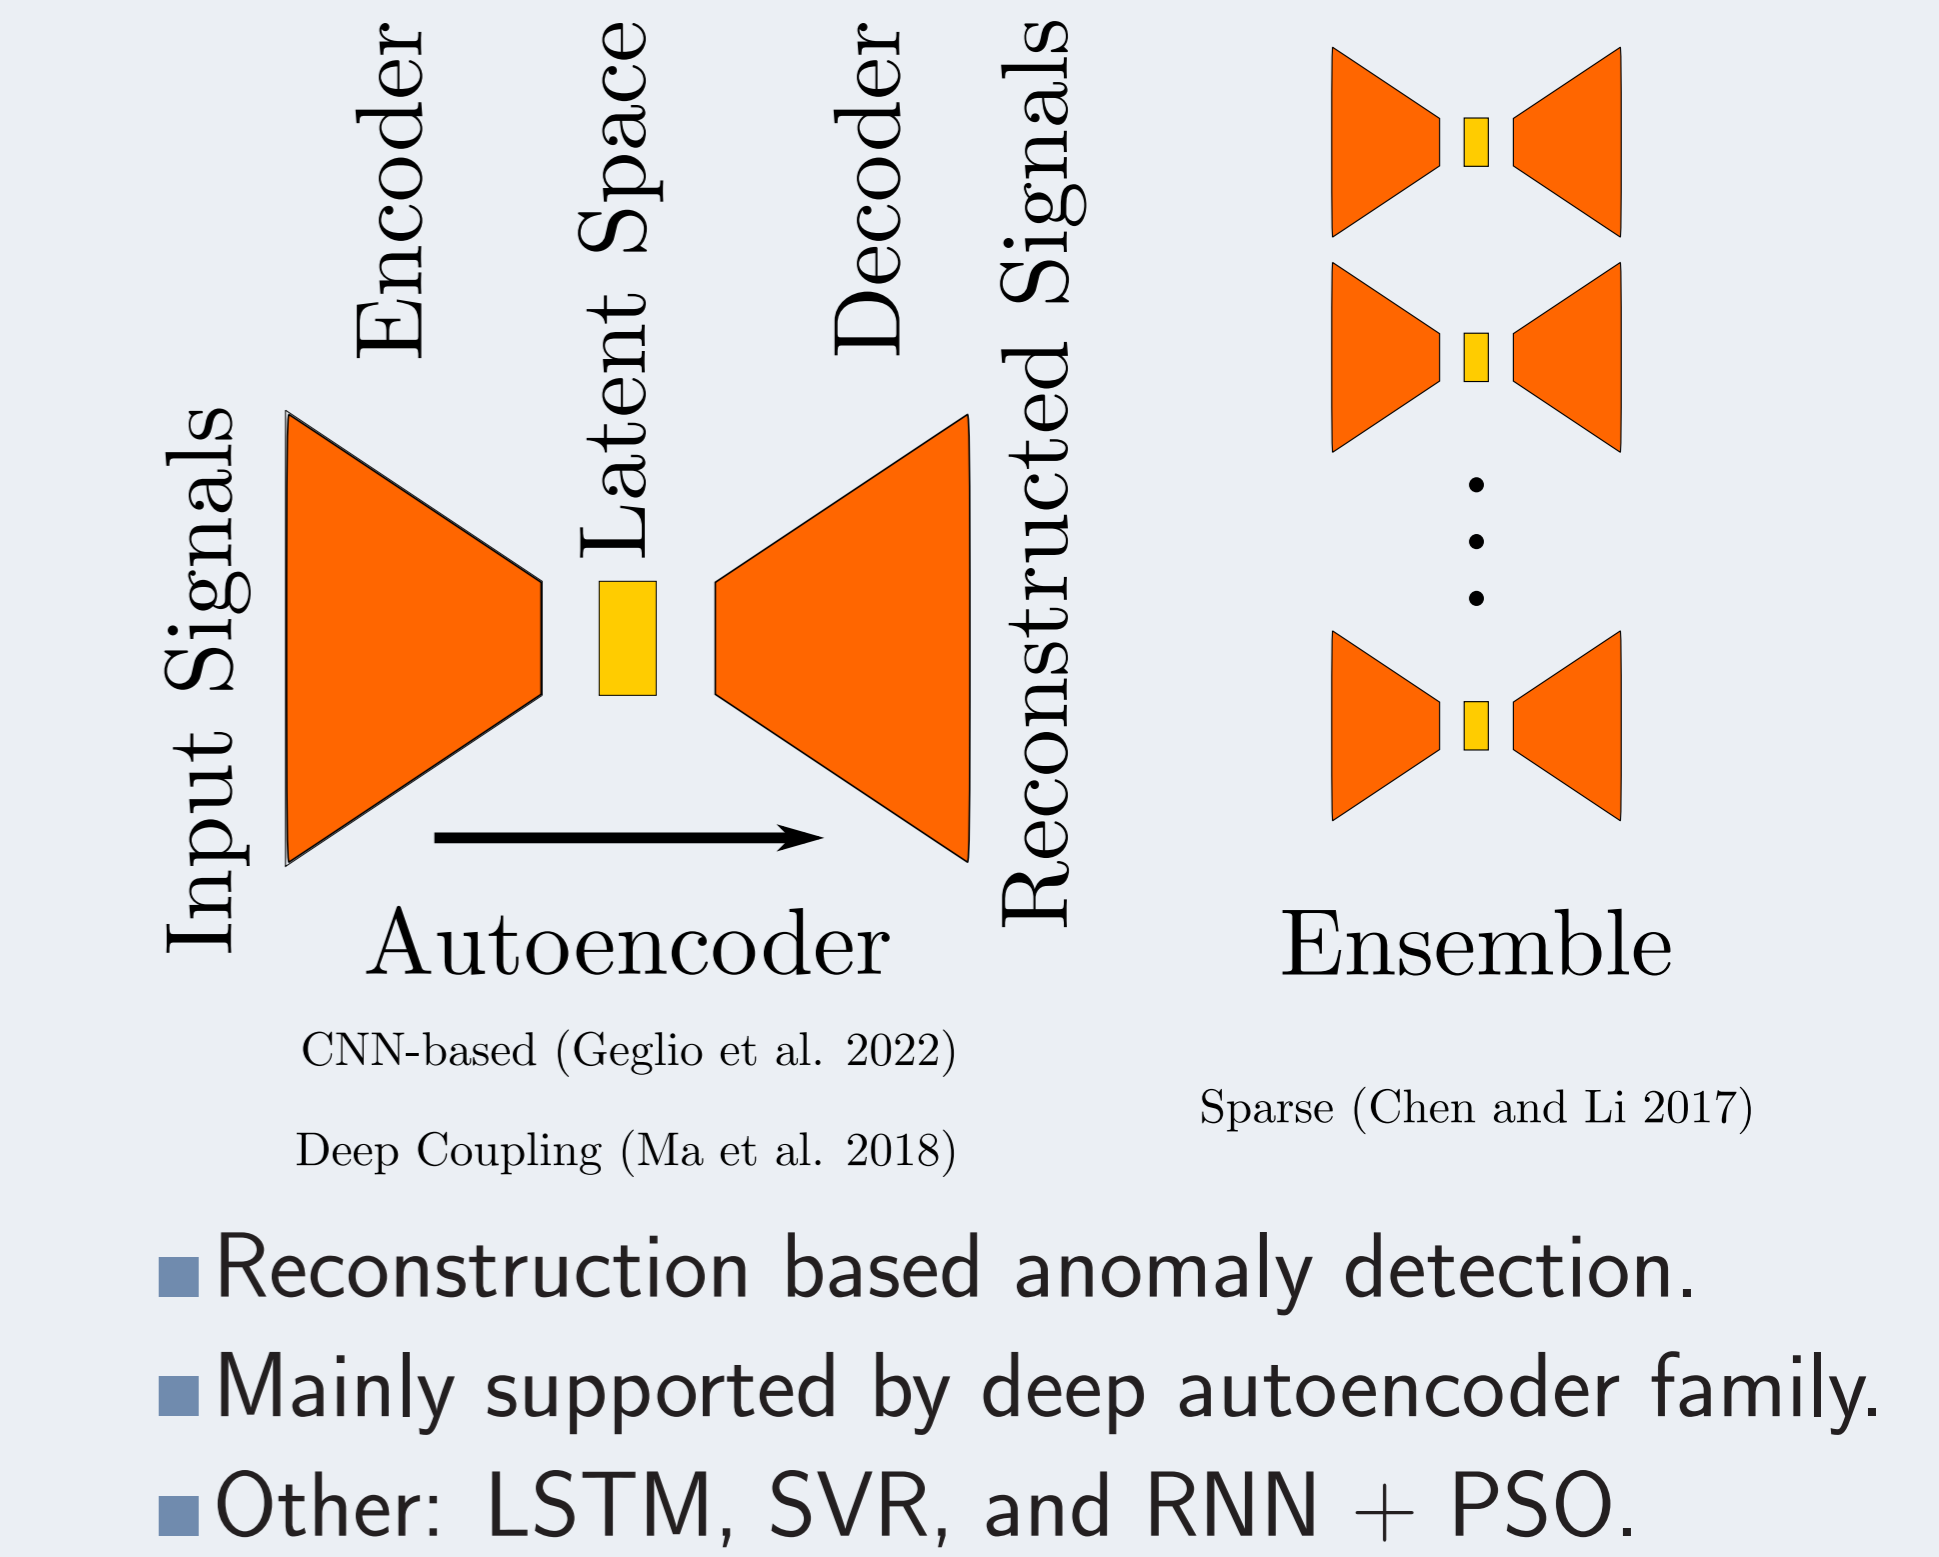 Input Signals
Encoder
Latent Space
Decoder
Reconstructed Signals
Autoencoder
Ensemble
CNN-based (Geglio et al. 2022)
Deep Coupling (Ma et al. 2018)
Sparse (Chen and Li 2017)
Reconstruction based anomaly detection.
Mainly supported by deep autoencoder family.
Other: LSTM, SVR, and RNN + PSO.